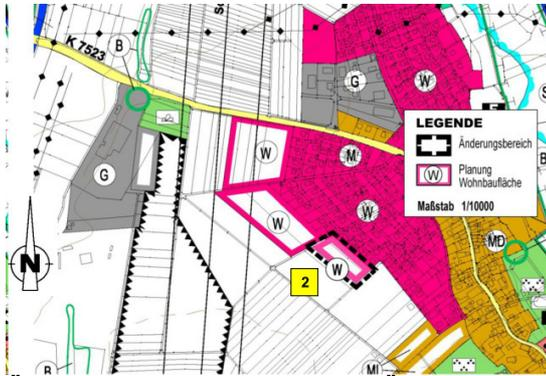 K 7523
B
G
W
G
W
M
W
W
W
2
MD
MI
B
B
N
LEGENDE
Änderungsbereich
W
Planung
Wohnbaufläche
Maßstab 1/10000